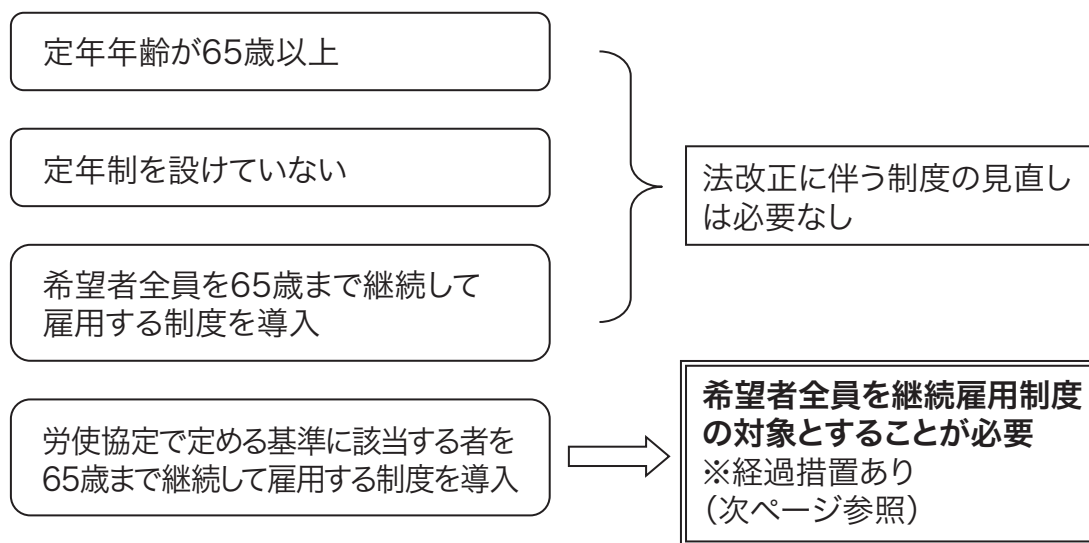 定年年齢が65歳以上
定年制を設けていない
希望者全員を65歳まで継続して
雇用する制度を導入
法改正に伴う制度の見直し
は必要なし
労使協定で定める基準に該当する者を
65歳まで継続して雇用する制度を導入
希望者全員を継続雇用制度
の対象とすることが必要
※経過措置あり
（次ページ参照）